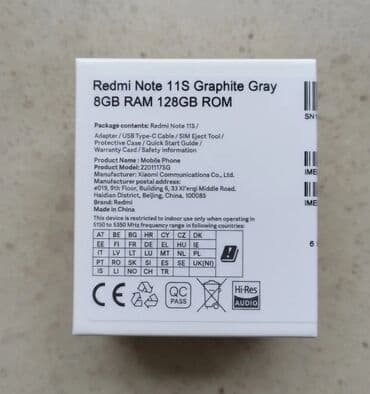 Redmi Note 11S Graphite Gray
8GB RAM 128GB ROM
Package contents: Redmi Note 11S /
Adapter / USB Type-C Cable / SIM Eject Tool /
Protective Case / Quick Start Guide /
Warranty Card / Safety information
Product Name : Mobile Phone
Product Model: 2201117SG
Manufacturer: Xiaomi Communications Co., Ltd.
Manufacturer postal address:
#019, 9th Floor, Building 6, 33 Xi'erqi Middle Road,
Haidian District, Beijing, China, 100085
Brand: Redmi
Made in China
This device is restricted to indoor use only when operating in
5150 to 5350 MHz frequency range in following countries:
AT BE BG HR CY CZ DK
EE FI FR DE EL HU IE
IT LV LT LU MT NL PL
PT RO SK SI ES SE UK(NI)
IS LI NO CH TR
CE
QC
PASS
Hi-Res
AUDIO
SN
IME
IME
6